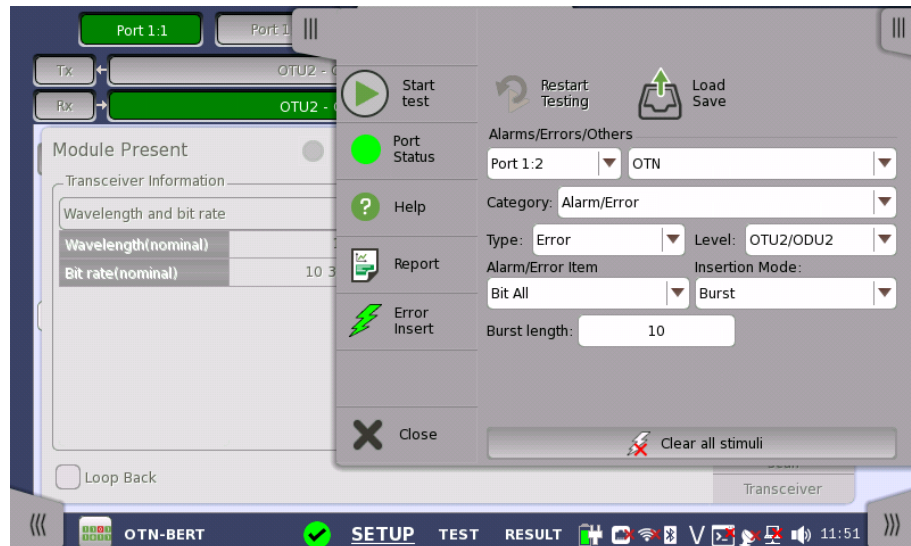 Port 1:1
Port 1
Tx
OTU2 -
Rx
OTU2 -
Module Present
Transceiver Information
Wavelength and bit rate
Wavelength(nominal)
Bit rate(nominal)
10 3
Loop Back
Start test
Port Status
Help
Report
Error Insert
Close
Restart Testing
Load Save
Alarms/Errors/Others
Port 1:2
OTN
Category: Alarm/Error
Type: Error
Level: OTU2/ODU2
Alarm/Error Item
Insertion Mode:
Bit All
Burst
Burst length: 10
Clear all stimuli
Transceiver
OTN-BERT
SETUP
TEST
RESULT
V
11:51